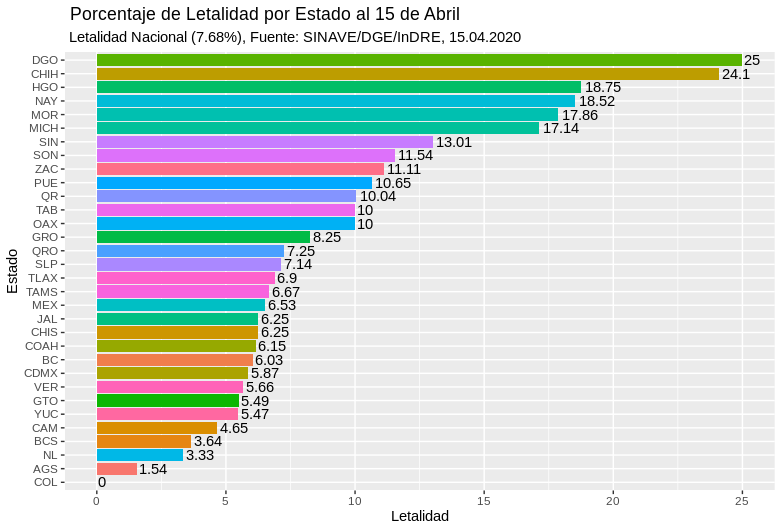 Porcentaje de Letalidad por Estado al 15 de Abril
Letalidad Nacional (7.68%), Fuente: SINAVE/DGE/InDRE, 15.04.2020
Estado
DGO 25
CHIH 24.1
HGO 18.75
NAY 18.52
MOR 17.86
MICH 17.14
SIN 13.01
SON 11.54
ZAC 11.11
PUE 10.65
QR 10.04
TAB 10
OAX 10
GRO 8.25
QRO 7.25
SLP 7.14
TLAX 6.9
TAMS 6.67
MEX 6.53
JAL 6.25
CHIS 6.25
COAH 6.15
BC 6.03
CDMX 5.87
VER 5.66
GTO 5.49
YUC 5.47
CAM 4.65
BCS 3.64
NL 3.33
AGS 1.54
COL 0
0 5 10 15 20 25
Letalidad